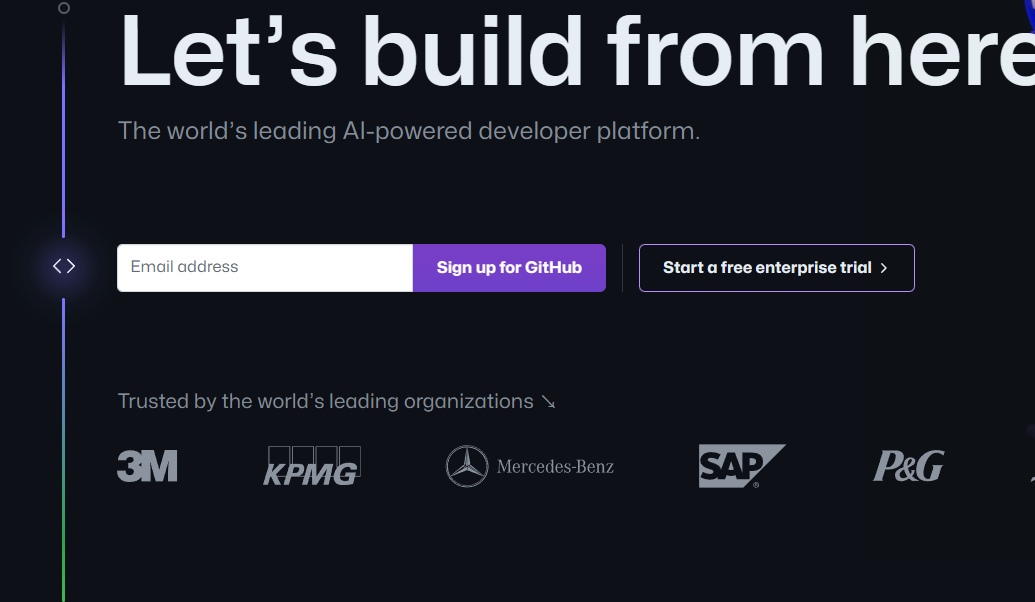 Let’s build from here
The world’s leading AI-powered developer platform.
Email address
Sign up for GitHub
Start a free enterprise trial
Trusted by the world’s leading organizations ↘
3M
KPMG
Mercedes-Benz
SAP ®
P&G